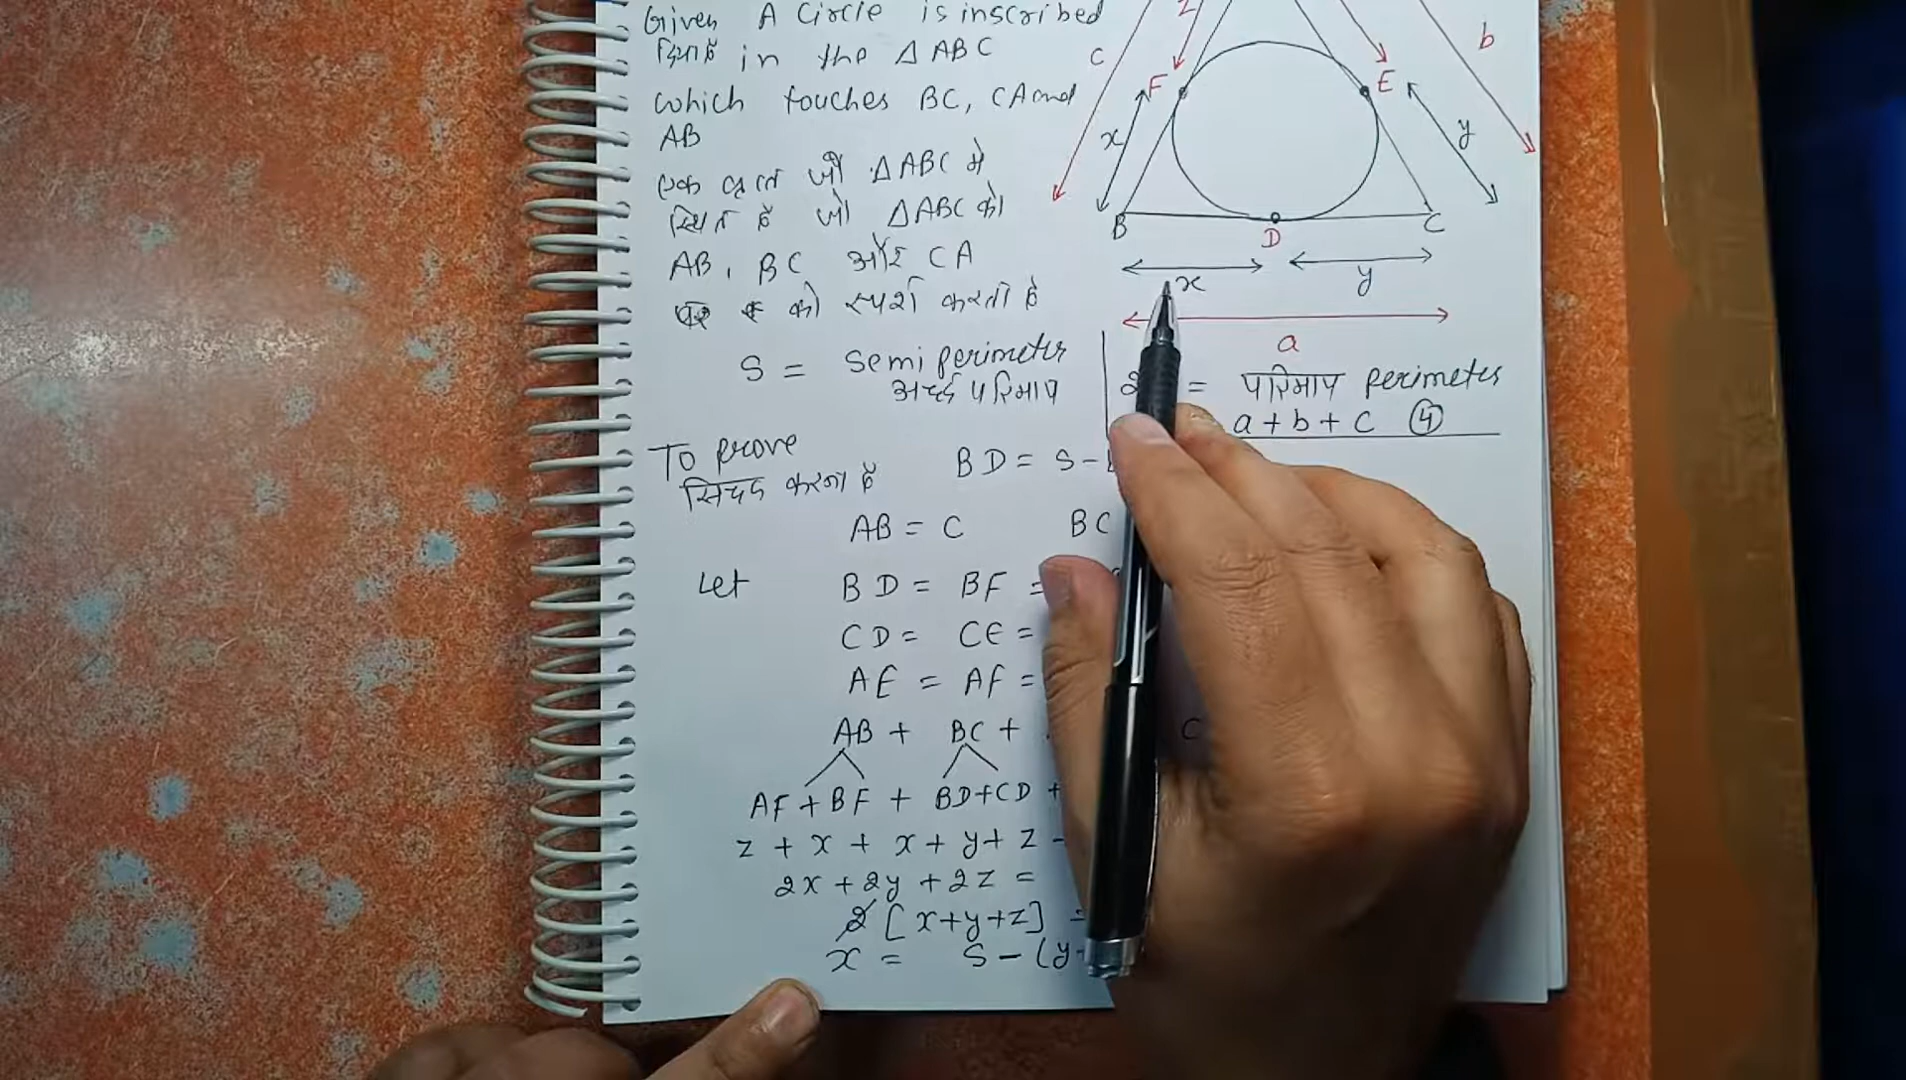 Given A Circle is inscribed
दिया है in the △ABC
which touches BC, CA and
AB
एक वृत्त जो △ABC मे
स्थित है जो △ABC को
AB, BC और CA
को स्पर्श करता है
S = Semi perimeter
अर्द्ध परिमाप
To prove
सिद्ध करना है
BD = S -
AB = C BC
Let BD = BF =
CD = CE =
AE = AF =
AB + BC + C
AF + BF + BD+CD +
z + x + x + y + z
2x + 2y + 2z =
2 [x+y+z] =
x = S - (y
c
z
b
F
E
x
y
B
D
C
x
y
a
2 = परिमाप perimeter
a + b + c ④